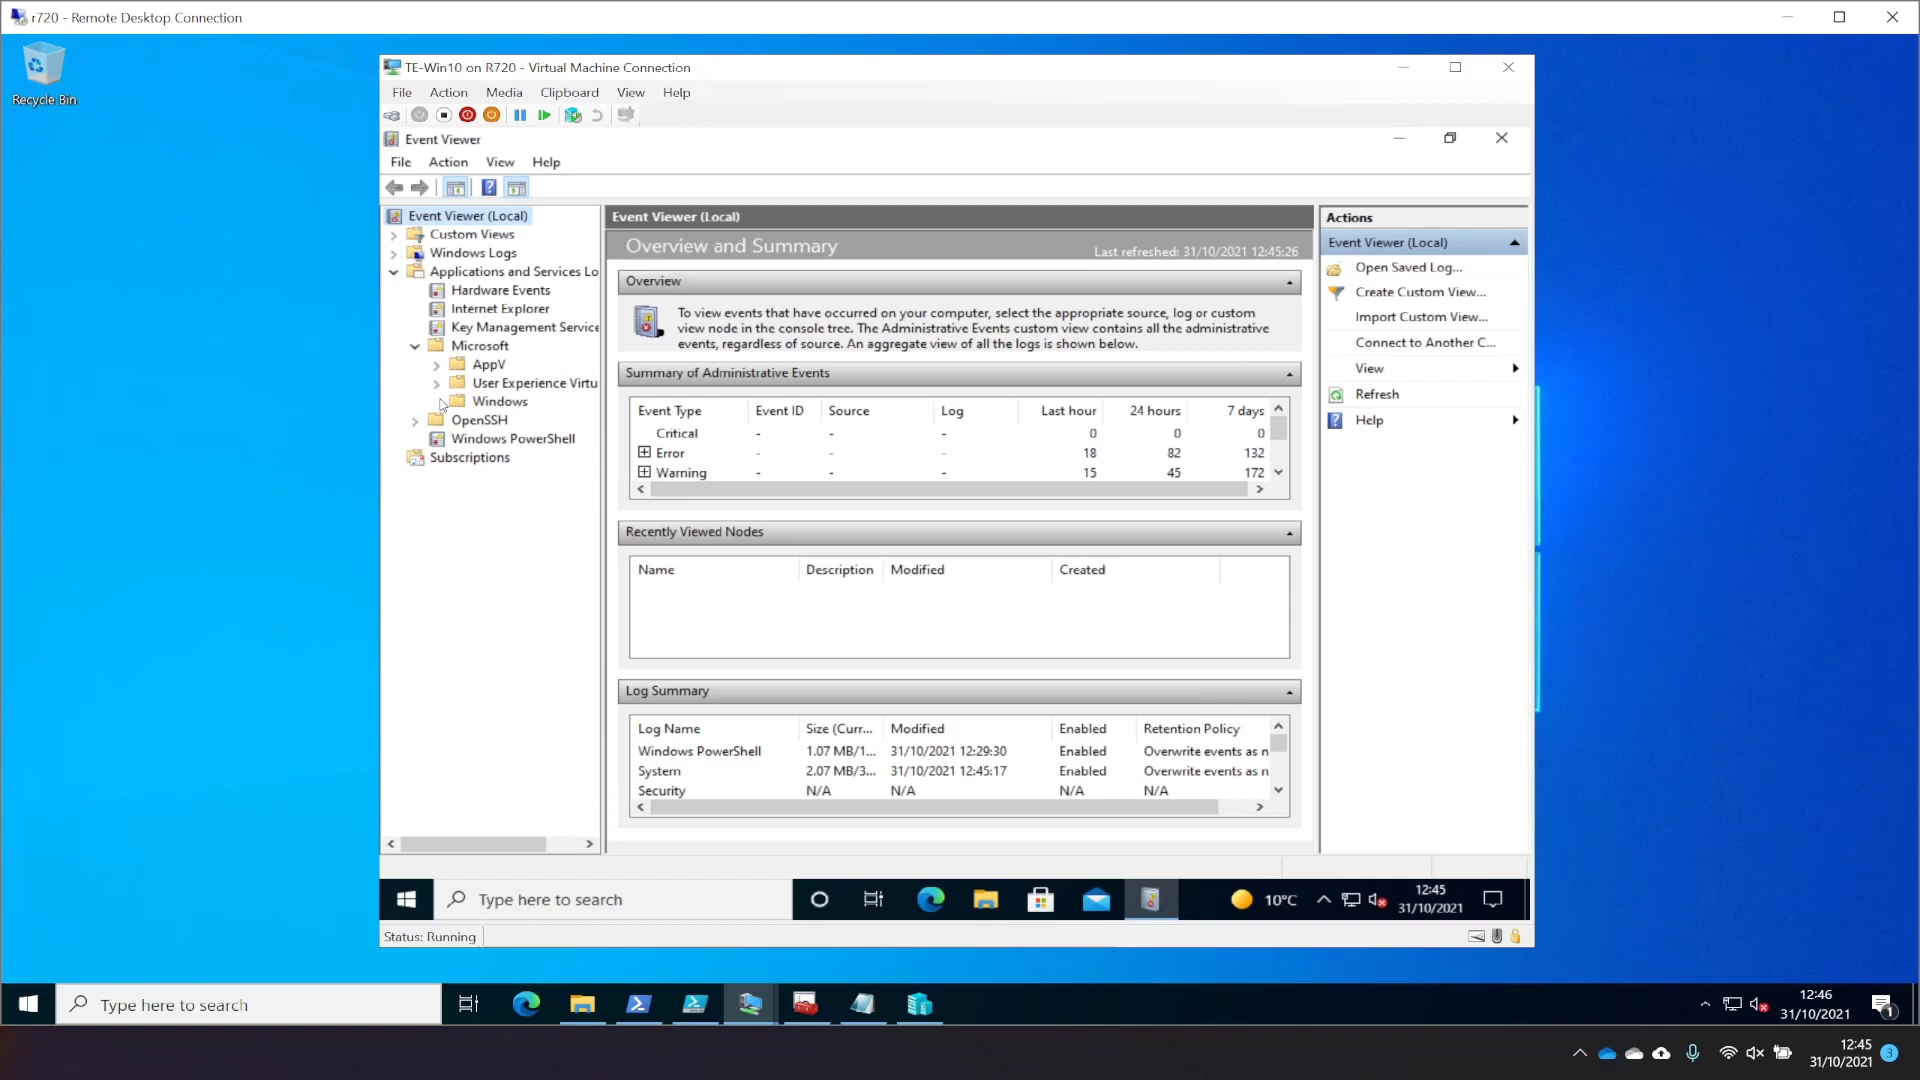 r720 - Remote Desktop Connection
Recycle Bin
TE-Win10 on R720 - Virtual Machine Connection
File Action Media Clipboard View Help
Event Viewer
File Action View Help
Event Viewer (Local)
Custom Views
Windows Logs
Applications and Services Lo
Hardware Events
Internet Explorer
Key Management Service
Microsoft
AppV
User Experience Virtu
Windows
OpenSSH
Windows PowerShell
Subscriptions
Event Viewer (Local)
Overview and Summary
Last refreshed: 31/10/2021 12:45:26
Overview
To view events that have occurred on your computer, select the appropriate source, log or custom
view node in the console tree. The Administrative Events custom view contains all the administrative
events, regardless of source. An aggregate view of all the logs is shown below.
Summary of Administrative Events
Event Type Event ID Source Log Last hour 24 hours 7 days
Critical - - - 0 0 0
Error - - - 18 82 132
Warning - - - 15 45 172
Recently Viewed Nodes
Name Description Modified Created
Log Summary
Log Name Size (Curr... Modified Enabled Retention Policy
Windows PowerShell 1.07 MB/1... 31/10/2021 12:29:30 Enabled Overwrite events as n
System 2.07 MB/3... 31/10/2021 12:45:17 Enabled Overwrite events as n
Security N/A N/A N/A N/A
Actions
Event Viewer (Local)
Open Saved Log...
Create Custom View...
Import Custom View...
Connect to Another C...
View
Refresh
Help
Type here to search
10°C
12:45
31/10/2021
Status: Running
Type here to search
12:46
31/10/2021
1
12:45
31/10/2021
3